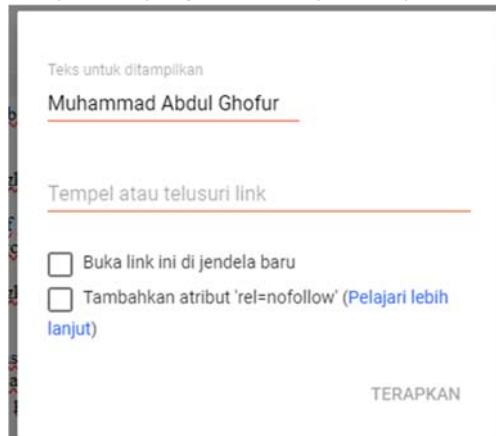 Teks untuk ditampilkan
Muhammad Abdul Ghofur
Tempel atau telusuri link
Buka link ini di jendela baru
Tambahkan atribut 'rel=nofollow' (Pelajari lebih
lanjut)
TERAPKAN